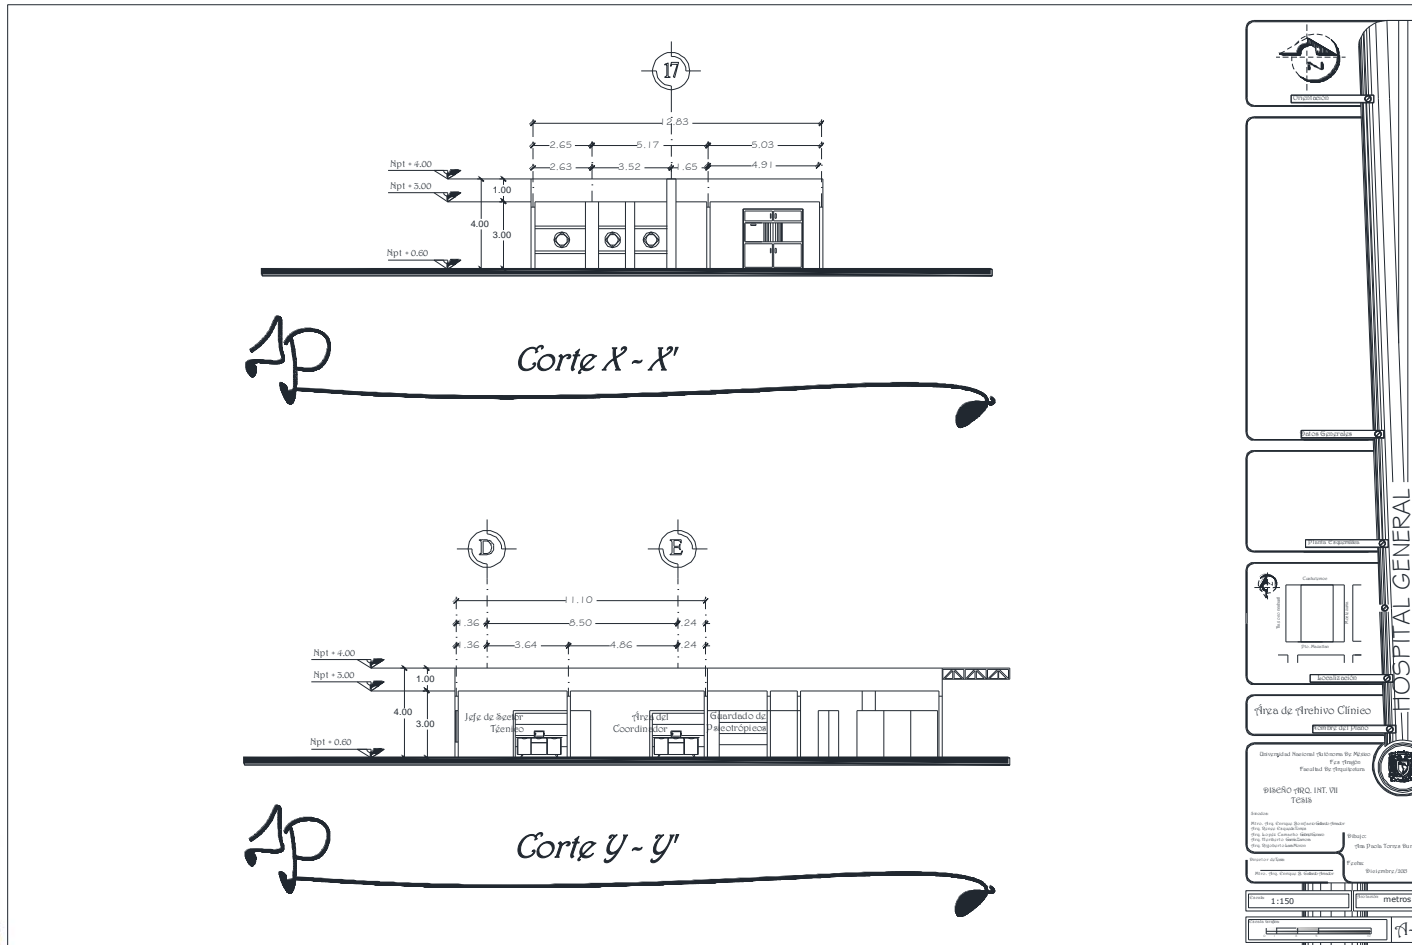 17
12.83
2.65 5.17 5.03
2.63 3.52 1.65 4.91
Npt + 4.00
Npt + 3.00
1.00
4.00
3.00
Npt + 0.60
Corte X - X'
D E
11.10
.36 8.50 .24
.36 3.64 4.86 .24
Npt + 4.00
Npt + 3.00
1.00
4.00
3.00
Npt + 0.60
Jefe de Sector
Técnico
Área del
Coordinador
Guardado de
Psicotrópicos
Corte Y - Y'
Orientación
Datos Generales
Localización
Área de Archivo Clínico
Nombre del Plano
HOSPITAL GENERAL
Universidad Nacional Autónoma De México
Fes Aragón
Facultad De Arquitectura
DISEÑO ARQ. INT. VII
TESIS
Dibujo:
Ana Paola Torres
Fecha:
Diciembre/2015
1:150
metros
A-